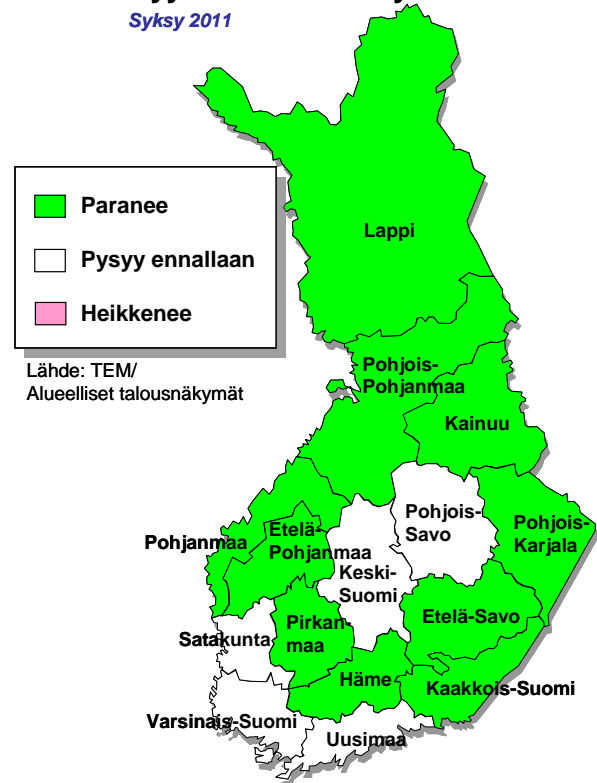 Syksy 2011
Paranee
Pysyy ennallaan
Heikkenee
Lähde: TEM/
Alueelliset talousnäkymät
Lappi
Pohjois-
Pohjanmaa
Kainuu
Pohjois-
Savo
Pohjois-
Karjala
Pohjanmaa
Etelä-
Pohjanmaa
Keski-
Suomi
Etelä-Savo
Satakunta
Pirkan-
maa
Häme
Kaakkois-Suomi
Varsinais-Suomi
Uusimaa